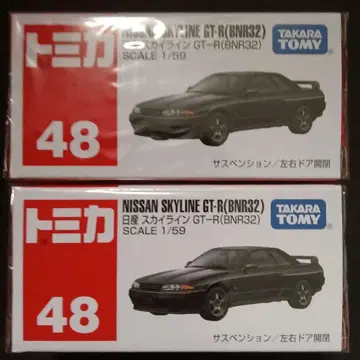 トミカ
48
NISSAN SKYLINE GT-R(BNR32)
スカイライン GT-R(BNR32)
SCALE 1/59
TAKARA
TOMY
サスペンション／左右ドア開閉
トミカ
48
NISSAN SKYLINE GT-R(BNR32)
日産 スカイライン GT-R(BNR32)
SCALE 1/59
TAKARA
TOMY
サスペンション／左右ドア開閉